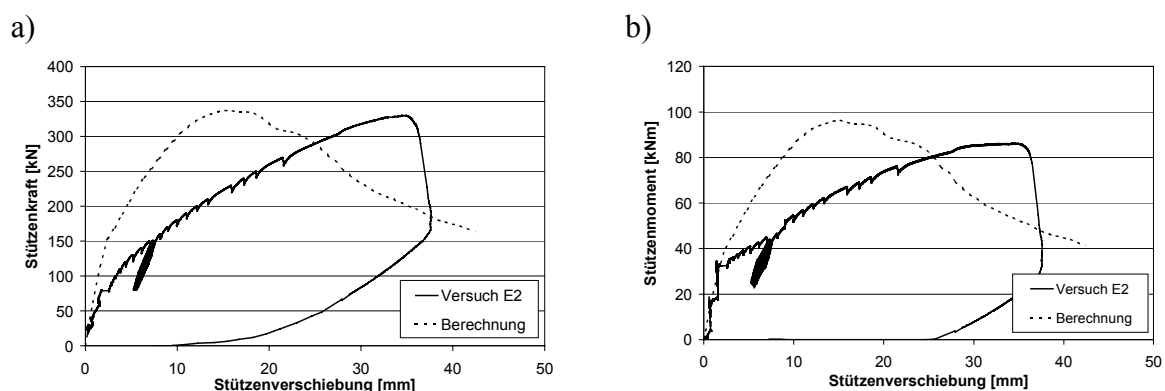 a)
Stützenkraft [kN]
400
350
300
250
200
150
100
50
0
0 10 20 30 40 50
Stützenverschiebung [mm]
Versuch E2
Berechnung
b)
Stützenmoment [kNm]
120
100
80
60
40
20
0
0 10 20 30 40 50
Stützenverschiebung [mm]
Versuch E2
Berechnung